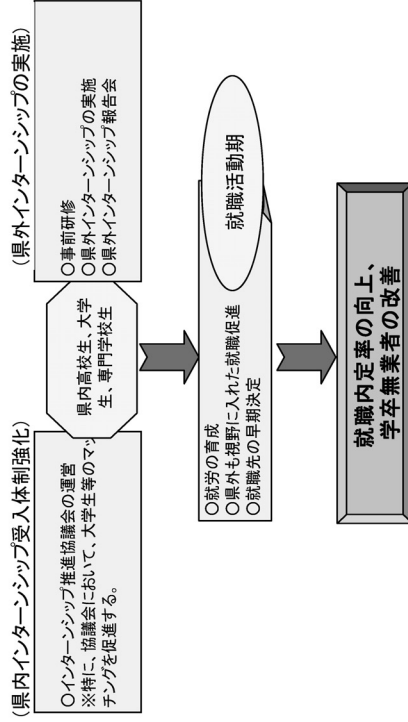 (県内インターンシップ受入体制強化)
(県外インターンシップの実施)
○インターンシップ推進協議会の運営
※特に、協議会において、大学生等のマッ
チングを促進する。
県内高校生、大学
生、専門学校生
○事前研修
○県外インターンシップの実施
○県外インターンシップ報告会
○就労の育成
○県外も視野に入れた就職促進
○就職先の早期決定
就職活動期
就職内定率の向上、
学卒無業者の改善